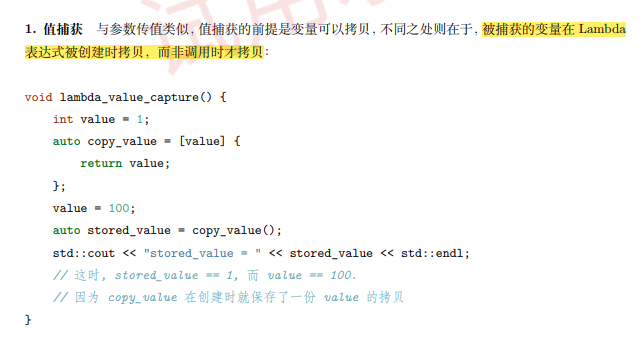 1. 值捕获 与参数传值类似, 值捕获的前提是变量可以拷贝, 不同之处则在于, 被捕获的变量在 Lambda
表达式被创建时拷贝, 而非调用时才拷贝:
void lambda_value_capture() {
    int value = 1;
    auto copy_value = [value] {
        return value;
    };
    value = 100;
    auto stored_value = copy_value();
    std::cout << "stored_value = " << stored_value << std::endl;
    // 这时, stored_value == 1, 而 value == 100.
    // 因为 copy_value 在创建时就保存了一份 value 的拷贝
}